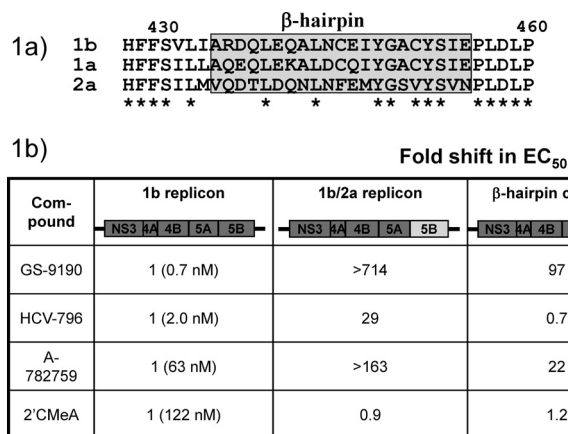 1a)
β-hairpin
430 460
1b HFFSVLIARDQLEQALNCEIYGACYSIEPLDLP
1a HFFSILLAQEQLEKALDCQIYGACYSIEPLDLP
2a HFFSILMVQDTLDQNLNFEMYGSVYSVNPLDLP
**** * * * ** *** *****
1b)
Fold shift in EC50
Com-
pound
1b replicon
NS3 4A 4B 5A 5B
1b/2a replicon
NS3 4A 4B 5A 5B
β-hairpin
NS3 4A 4B
GS-9190 1 (0.7 nM) >714 97
HCV-796 1 (2.0 nM) 29 0.7
A-
782759 1 (63 nM) >163 22
2'CMeA 1 (122 nM) 0.9 1.2